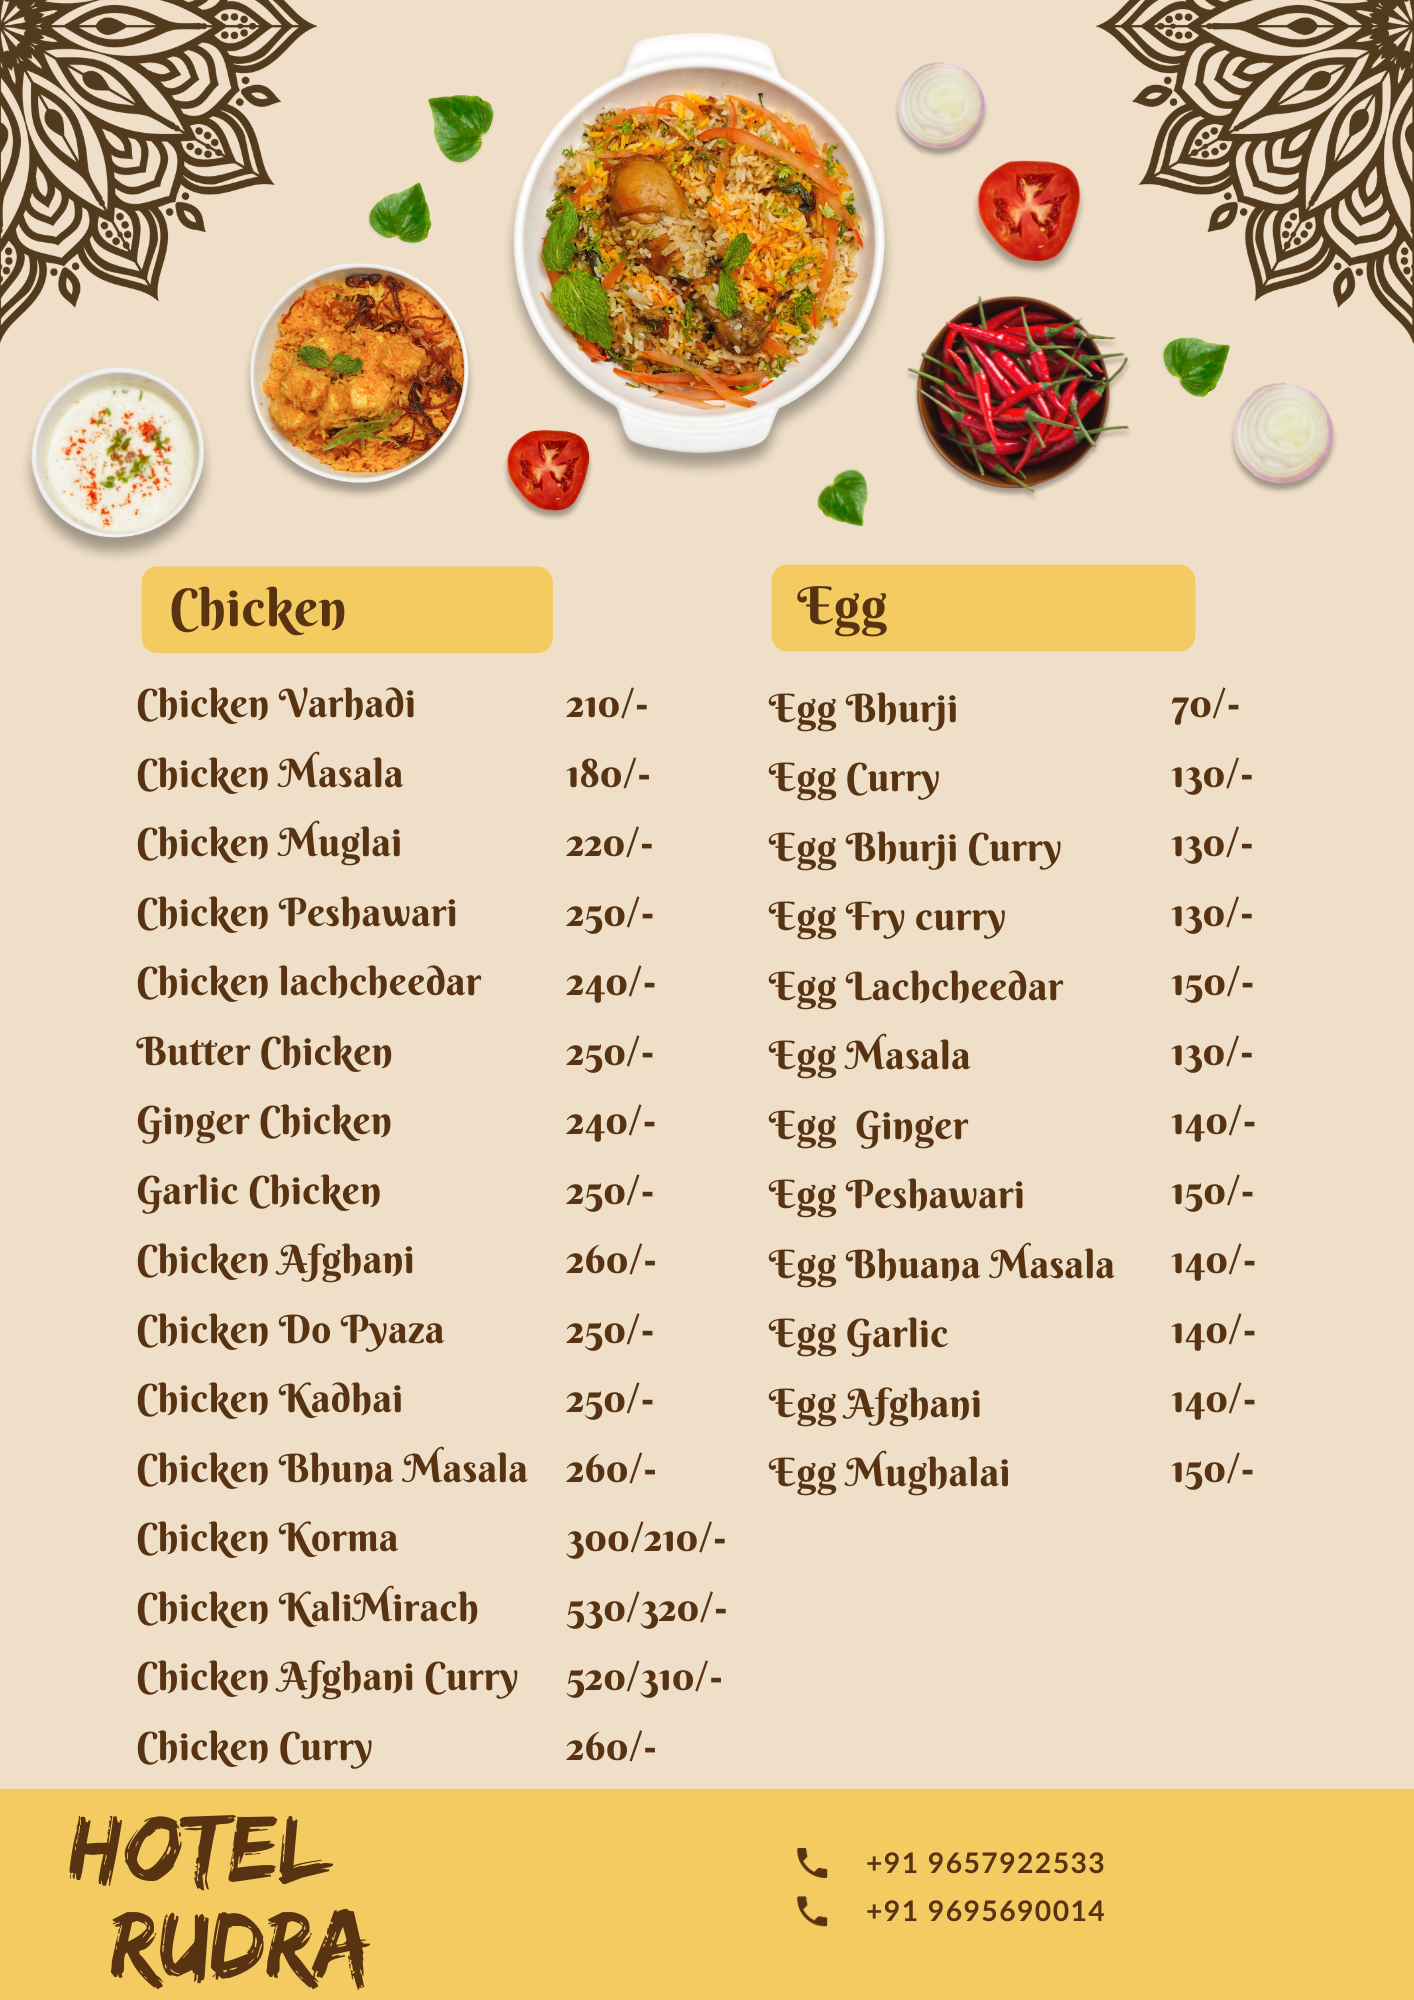 Chicken
Chicken Varhadi 210/-
Chicken Masala 180/-
Chicken Muglai 220/-
Chicken Peshawari 250/-
Chicken lachcheedar 240/-
Butter Chicken 250/-
Ginger Chicken 240/-
Garlic Chicken 250/-
Chicken Afghani 260/-
Chicken Do Pyaza 250/-
Chicken Kadhai 250/-
Chicken Bhuna Masala 260/-
Chicken Korma 300/210/-
Chicken KaliMirach 530/320/-
Chicken Afghani Curry 520/310/-
Chicken Curry 260/-
Egg
Egg Bhurji 70/-
Egg Curry 130/-
Egg Bhurji Curry 130/-
Egg Fry curry 130/-
Egg Lachcheedar 150/-
Egg Masala 130/-
Egg Ginger 140/-
Egg Peshawari 150/-
Egg Bhuana Masala 140/-
Egg Garlic 140/-
Egg Afghani 140/-
Egg Mughalai 150/-
HOTEL
RUDRA
+91 9657922533
+91 9695690014